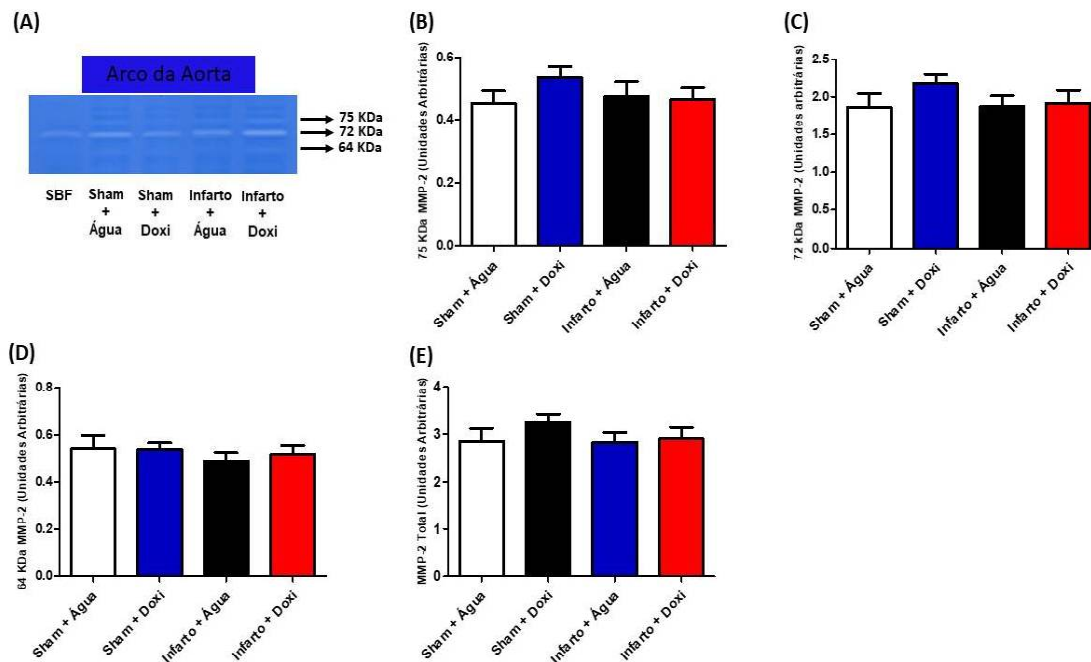 (A)
Arco da Aorta
75 KDa
72 KDa
64 KDa
SBF
Sham
+
Água
Sham
+
Doxi
Infarto
+
Água
Infarto
+
Doxi
(B)
75 KDa MMP-2 (Unidades Arbitrárias)
0.6
0.4
0.2
0.0
Sham + Água
Sham + Doxi
Infarto + Água
Infarto + Doxi
(C)
72 kDa MMP-2 (Unidades arbitrárias)
2.5
2.0
1.5
1.0
0.5
0.0
Sham + Água
Sham + Doxi
Infarto + Água
Infarto + Doxi
(D)
64 KDa MMP-2 (Unidades Arbitrárias)
0.8
0.6
0.4
0.2
0.0
Sham + Água
Sham + Doxi
Infarto + Água
Infarto + Doxi
(E)
MMP-2 Total (Unidades Arbitrárias)
4
3
2
1
0
Sham + Água
Sham + Doxi
Infarto + Água
Infarto + Doxi